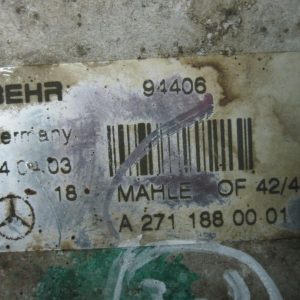 BEHR 94406
Germany
18 MAHLE OF 42/4
A 271 188 00 01